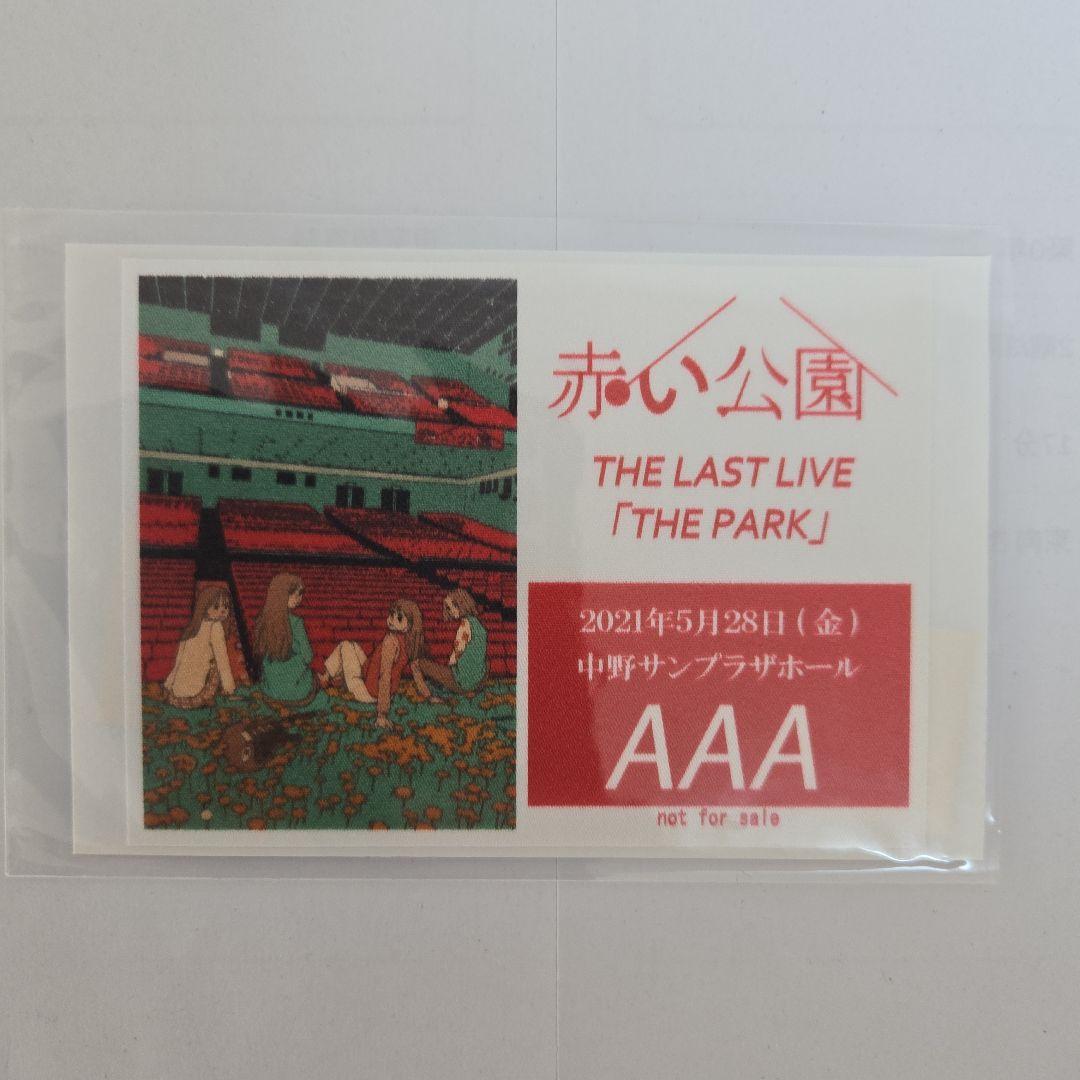 赤い公園
THE LAST LIVE
「THE PARK」
2021年5月28日(金)
中野サンプラザホール
AAA
not for sale